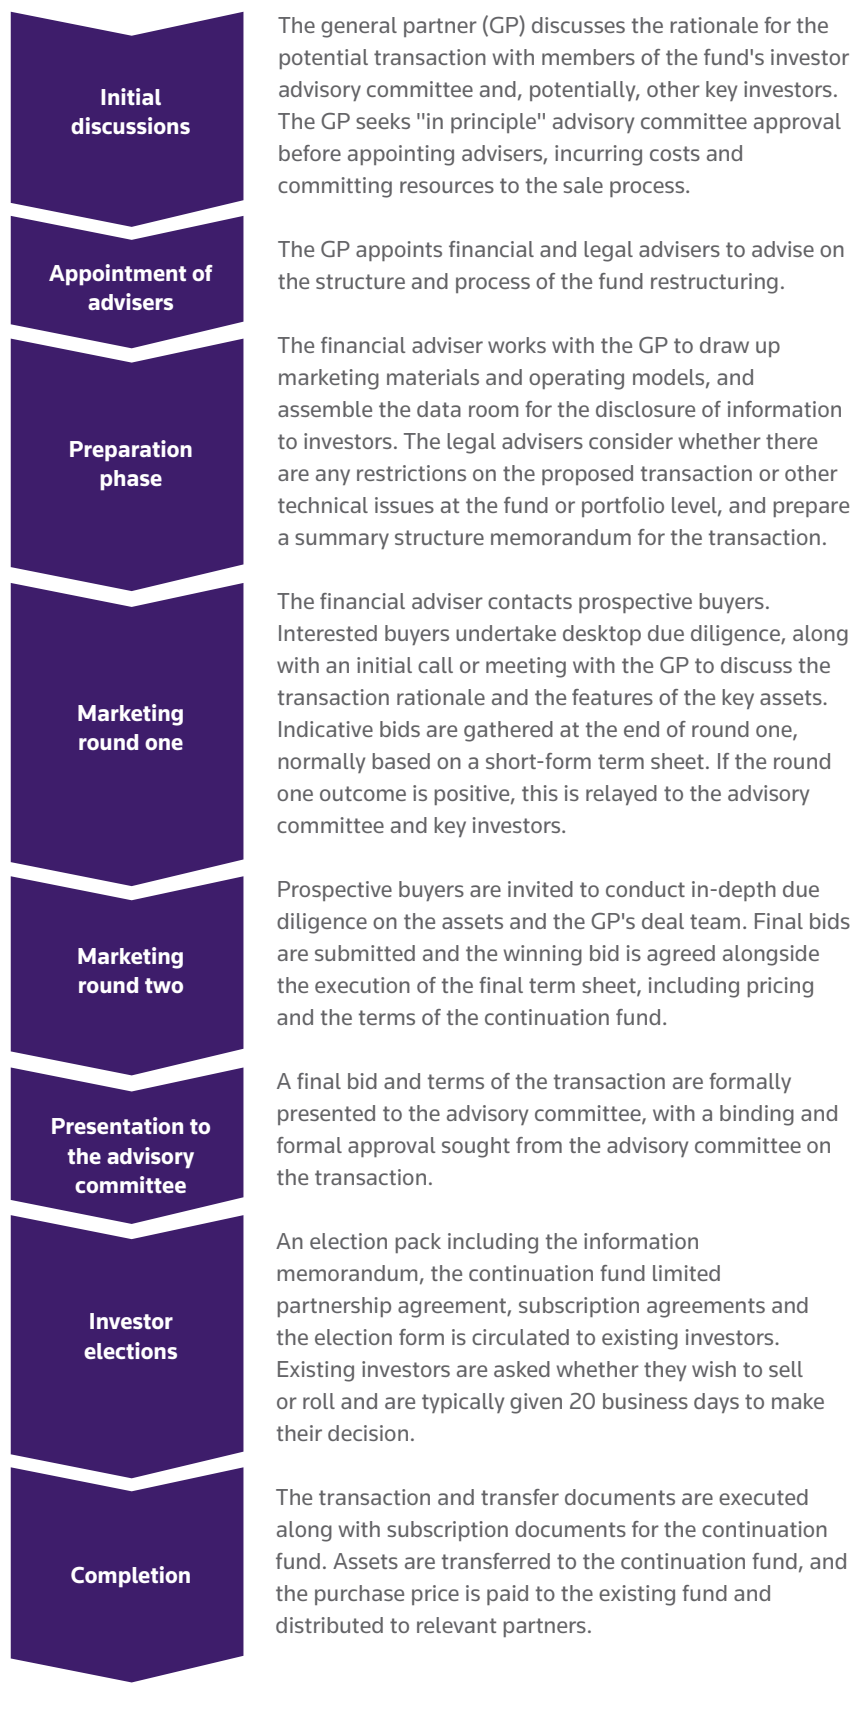 Initial
discussions
The general partner (GP) discusses the rationale for the
potential transaction with members of the fund's investor
advisory committee and, potentially, other key investors.
The GP seeks "in principle" advisory committee approval
before appointing advisers, incurring costs and
committing resources to the sale process.
Appointment of
advisers
The GP appoints financial and legal advisers to advise on
the structure and process of the fund restructuring.
Preparation
phase
The financial adviser works with the GP to draw up
marketing materials and operating models, and
assemble the data room for the disclosure of information
to investors. The legal advisers consider whether there
are any restrictions on the proposed transaction or other
technical issues at the fund or portfolio level, and prepare
a summary structure memorandum for the transaction.
Marketing
round one
The financial adviser contacts prospective buyers.
Interested buyers undertake desktop due diligence, along
with an initial call or meeting with the GP to discuss the
transaction rationale and the features of the key assets.
Indicative bids are gathered at the end of round one,
normally based on a short-form term sheet. If the round
one outcome is positive, this is relayed to the advisory
committee and key investors.
Marketing
round two
Prospective buyers are invited to conduct in-depth due
diligence on the assets and the GP's deal team. Final bids
are submitted and the winning bid is agreed alongside
the execution of the final term sheet, including pricing
and the terms of the continuation fund.
Presentation to
the advisory
committee
A final bid and terms of the transaction are formally
presented to the advisory committee, with a binding and
formal approval sought from the advisory committee on
the transaction.
Investor
elections
An election pack including the information
memorandum, the continuation fund limited
partnership agreement, subscription agreements and
the election form is circulated to existing investors.
Existing investors are asked whether they wish to sell
or roll and are typically given 20 business days to make
their decision.
Completion
The transaction and transfer documents are executed
along with subscription documents for the continuation
fund. Assets are transferred to the continuation fund, and
the purchase price is paid to the existing fund and
distributed to relevant partners.